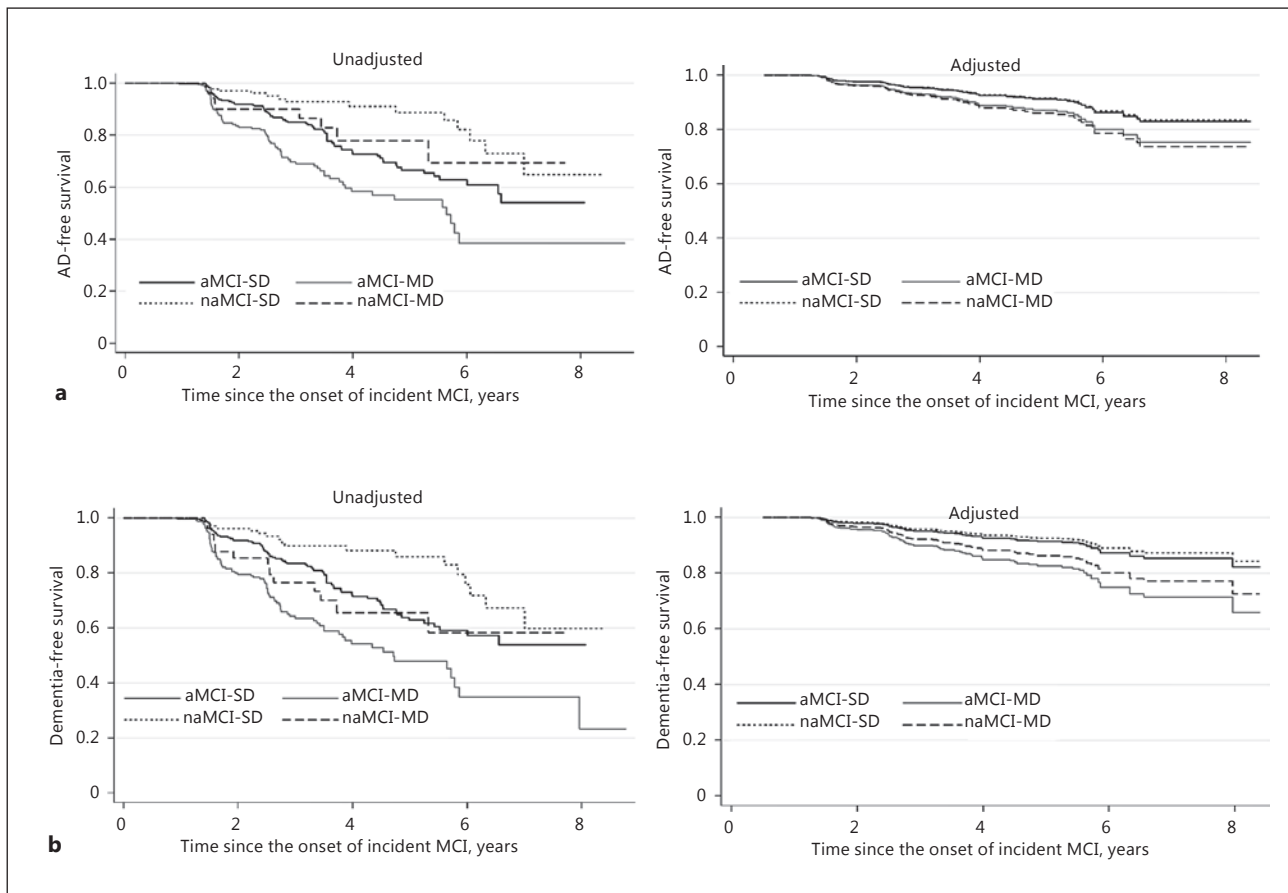 Unadjusted
1.0
0.8
0.6
0.4
0.2
0
AD-free survival
aMCI-SD aMCI-MD
naMCI-SD naMCI-MD
0 2 4 6 8
Time since the onset of incident MCI, years
a
Adjusted
1.0
0.8
0.6
0.4
0.2
0
AD-free survival
aMCI-SD aMCI-MD
naMCI-SD naMCI-MD
0 2 4 6 8
Time since the onset of incident MCI, years
Unadjusted
1.0
0.8
0.6
0.4
0.2
0
Dementia-free survival
aMCI-SD aMCI-MD
naMCI-SD naMCI-MD
0 2 4 6 8
Time since the onset of incident MCI, years
b
Adjusted
1.0
0.8
0.6
0.4
0.2
0
Dementia-free survival
aMCI-SD aMCI-MD
naMCI-SD naMCI-MD
0 2 4 6 8
Time since the onset of incident MCI, years